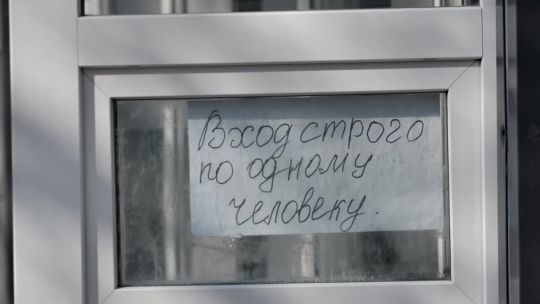 Вход строго
по одному
человеку.